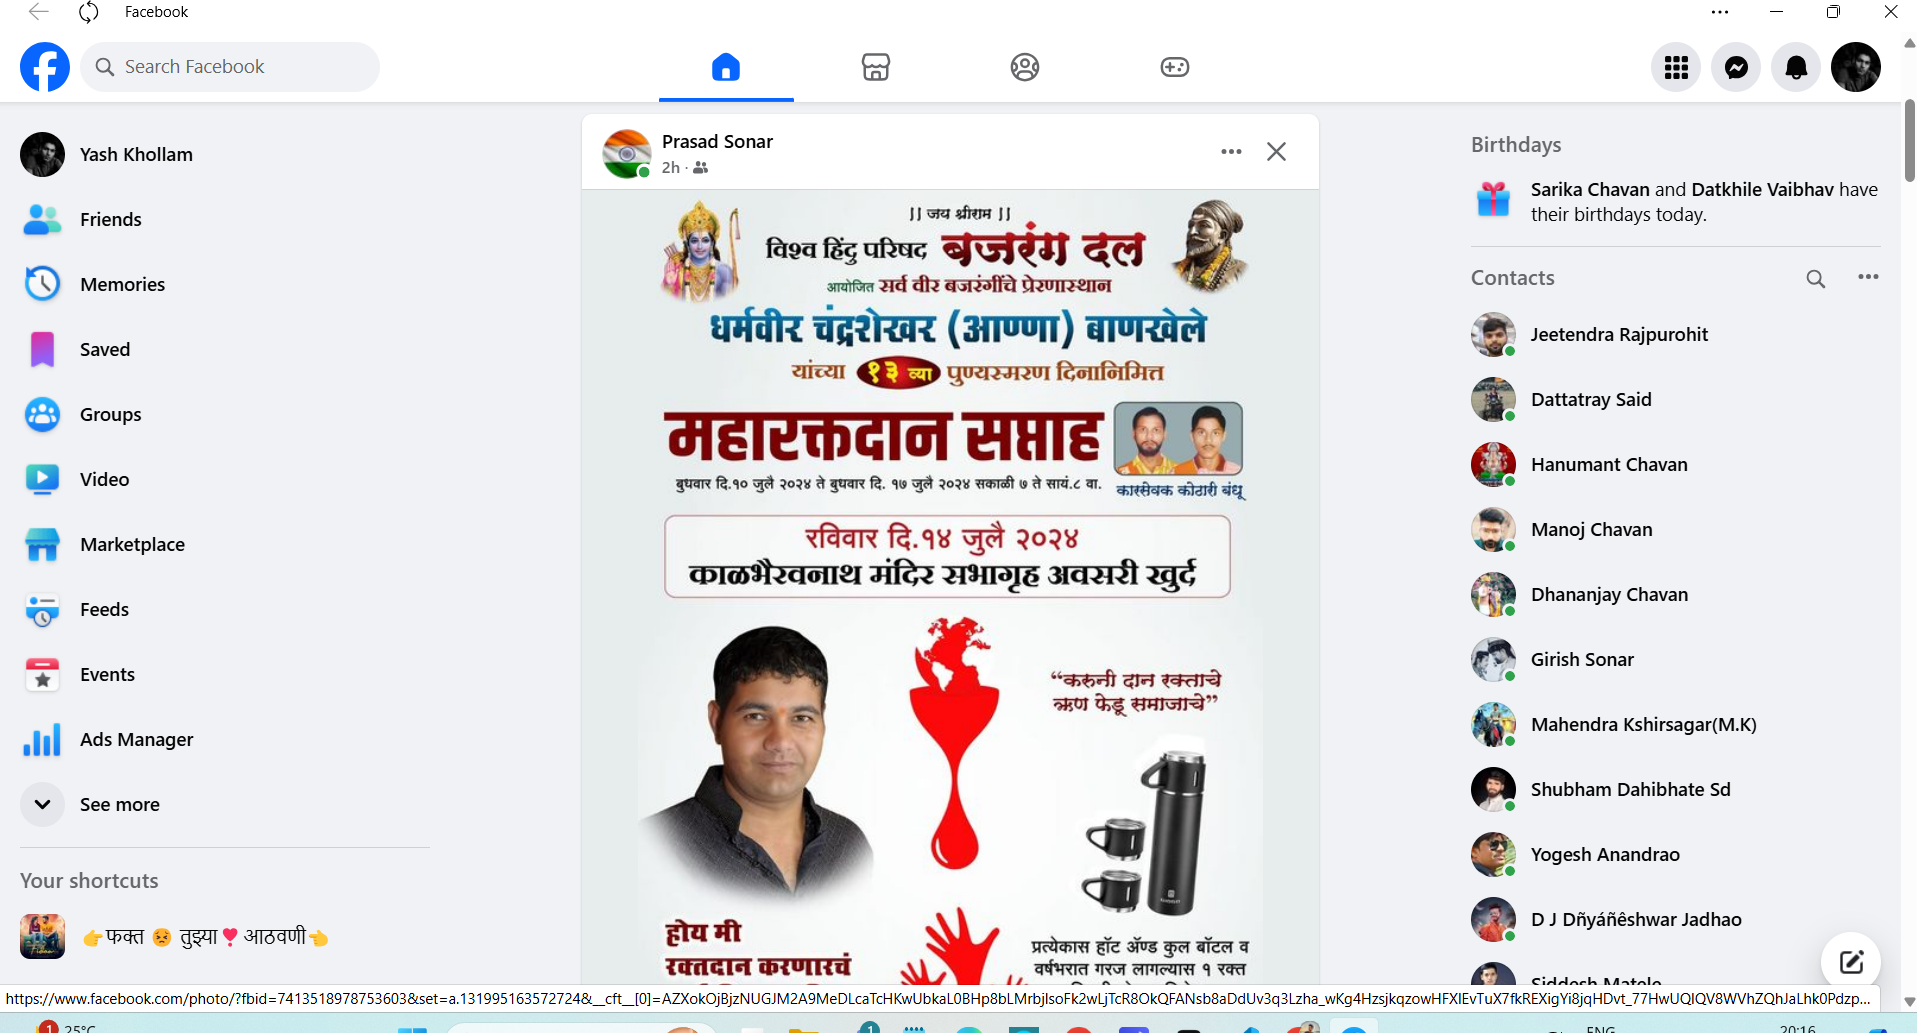 Facebook
Search Facebook
Yash Khollam
Friends
Memories
Saved
Groups
Video
Marketplace
Feeds
Events
Ads Manager
See more
Your shortcuts
👉फक्त 😣 तुझ्या❣️आठवणी👈
Prasad Sonar
2h ·
|| जय श्रीराम ||
विश्व हिंदु परिषद बजरंग दल
आयोजित सर्व वीर बजरंगींचे प्रेरणास्थान
धर्मवीर चंद्रशेखर (आण्णा) बाणखेले
यांच्या १३ व्या पुण्यस्मरण दिनानिमित्त
महारक्तदान सप्ताह
बुधवार दि.१० जुलै २०२४ ते बुधवार दि. १७ जुलै २०२४ सकाळी ७ ते सायं.८ वा.
कारसेवक कोठारी बंधू
रविवार दि.१४ जुलै २०२४
काळभैरवनाथ मंदिर सभागृह अवसरी खुर्द
“करुनी दान रक्ताचे
ऋण फेडू समाजाचे”
होय मी
रक्तदान करणारचं
प्रत्येकास हॉट ॲण्ड कुल बॉटल व
वर्षभरात गरज लागल्यास १ रक्त
Birthdays
Sarika Chavan and Datkhile Vaibhav have
their birthdays today.
Contacts
Jeetendra Rajpurohit
Dattatray Said
Hanumant Chavan
Manoj Chavan
Dhananjay Chavan
Girish Sonar
Mahendra Kshirsagar(M.K)
Shubham Dahibhate Sd
Yogesh Anandrao
D J Dñyáñêshwar Jadhao
Siddesh Matele
https://www.facebook.com/photo/?fbid=7413518978753603&set=a.131995163572724&__cft__[0]=AZXokOjBjzNUGJM2A9MeDLcaTcHKwUbkaL0BHp8bLMrbjlsoFk2wLjTcR8OkQFANsb8aDdUv3q3Lzha_wKg4HzsjkqzowHFXIEvTuX7fkREXigYi8jqHDvt_77HwUQIQV8WVhZQhJaLhk0Pdzp...
1
25°C
1
ENG
20:16